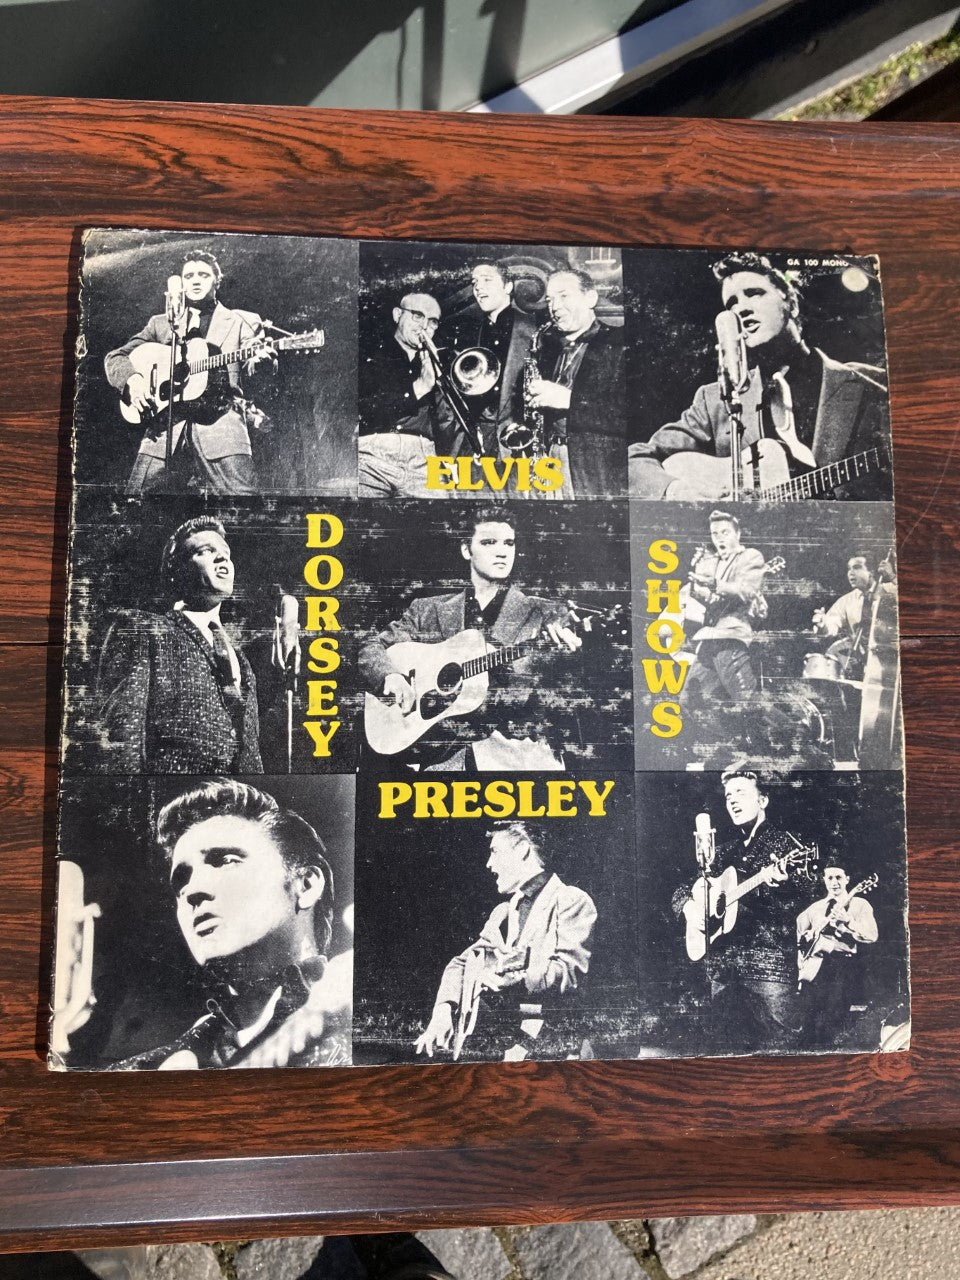 GA 100 MONO
ELVIS
DORSEY
SHOWS
PRESLEY